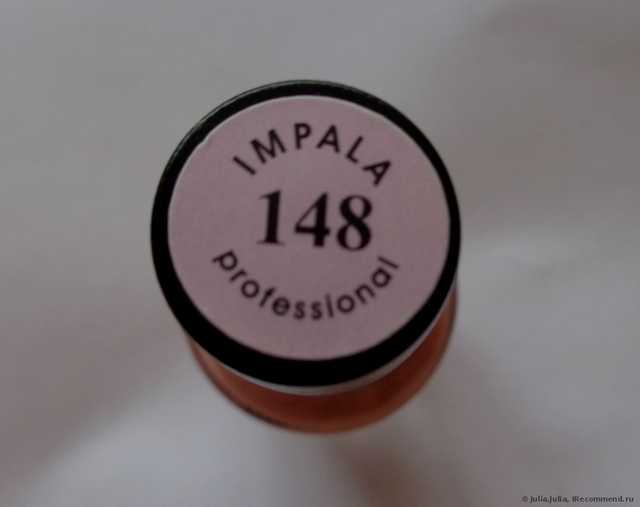 IMPALA
148
professional
© Julia.Julia, IRecommend.ru